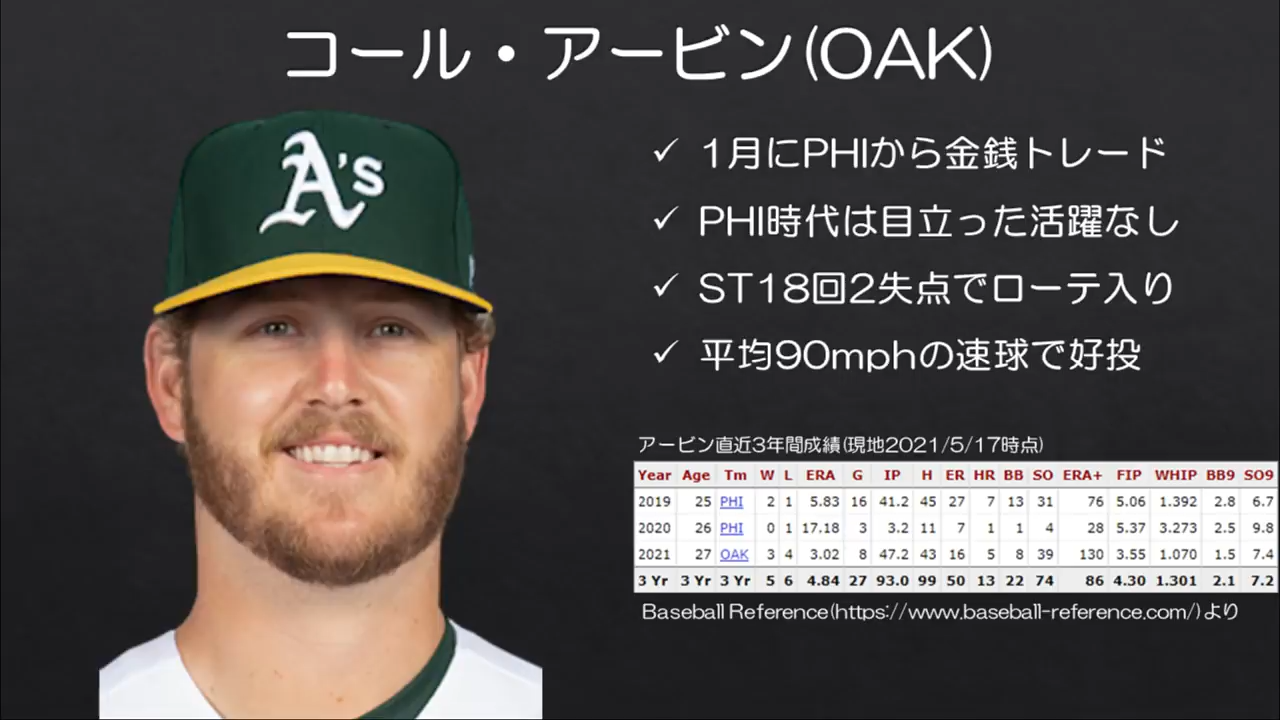 コール・アービン(OAK)
A's
✓ 1月にPHIから金銭トレード
✓ PHI時代は目立った活躍なし
✓ ST18回2失点でローテ入り
✓ 平均90mphの速球で好投
アービン直近3年間成績(現地2021/5/17時点)
Year Age Tm W L ERA G IP H ER HR BB SO ERA+ FIP WHIP BB9 SO9
2019 25 PHI 2 1 5.83 16 41.2 45 27 7 13 31 76 5.06 1.392 2.8 6.7
2020 26 PHI 0 1 17.18 3 3.2 11 7 1 1 4 28 5.37 3.273 2.5 9.8
2021 27 OAK 3 4 3.02 8 47.2 43 16 5 8 39 130 3.55 1.070 1.5 7.4
3 Yr 3 Yr 3 Yr 5 6 4.84 27 93.0 99 50 13 22 74 86 4.30 1.301 2.1 7.2
Baseball Reference(https://www.baseball-reference.com/)より